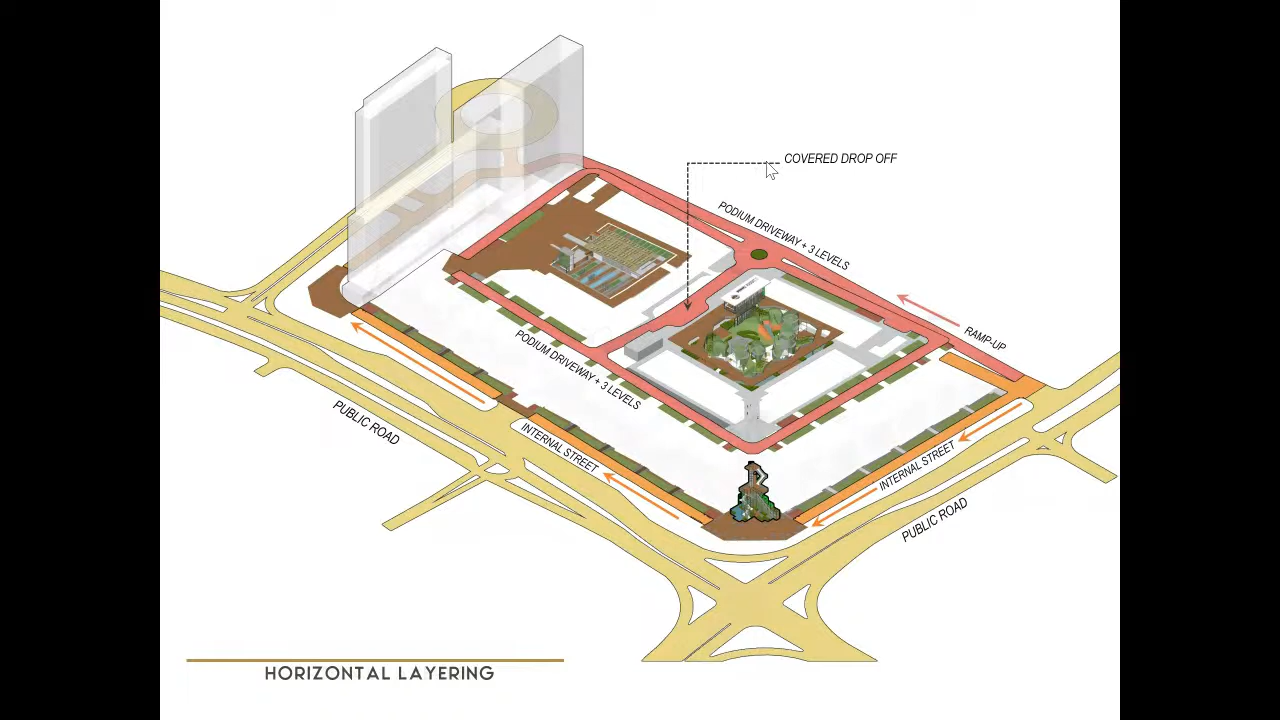 COVERED DROP OFF
PODIUM DRIVEWAY + 3 LEVELS
RAMP-UP
PODIUM DRIVEWAY + 3 LEVELS
PUBLIC ROAD
INTERNAL STREET
INTERNAL STREET
PUBLIC ROAD
HORIZONTAL LAYERING